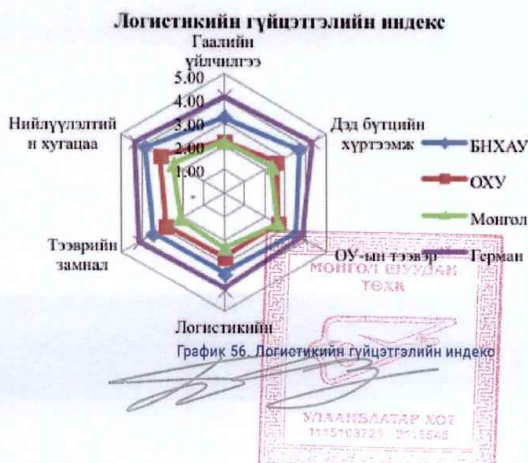 Логистикийн гүйцэтгэлийн индекс
Гаалийн
үйлчилгээ
5.00
4.00
3.00
2.00
1.00
-
Дэд бүтцийн
хүртээмж
ОУ-ын тээвэр
Логистикийн
Тээврийн
замнал
Нийлүүлэлтий
н хугацаа
БНХАУ
ОХУ
Монгол
Герман
График 56. Логистикийн гүйцэтгэлийн индекс
МОНГОЛ ШУУДАН
ТӨХК
УЛААНБААТАР ХОТ